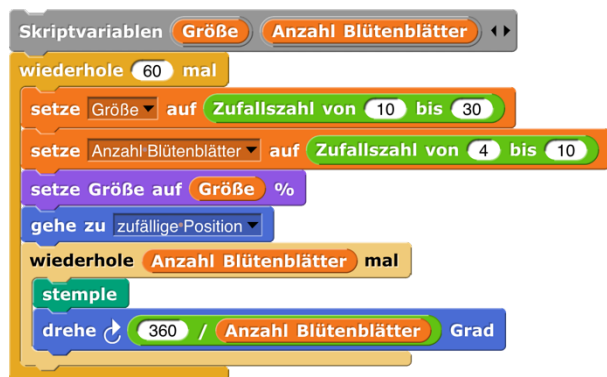 Skriptvariablen Größe Anzahl Blütenblätter
wiederhole 60 mal
setze Größe auf Zufallszahl von 10 bis 30
setze Anzahl Blütenblätter auf Zufallszahl von 4 bis 10
setze Größe auf Größe %
gehe zu zufällige Position
wiederhole Anzahl Blütenblätter mal
stemple
drehe 360 / Anzahl Blütenblätter Grad